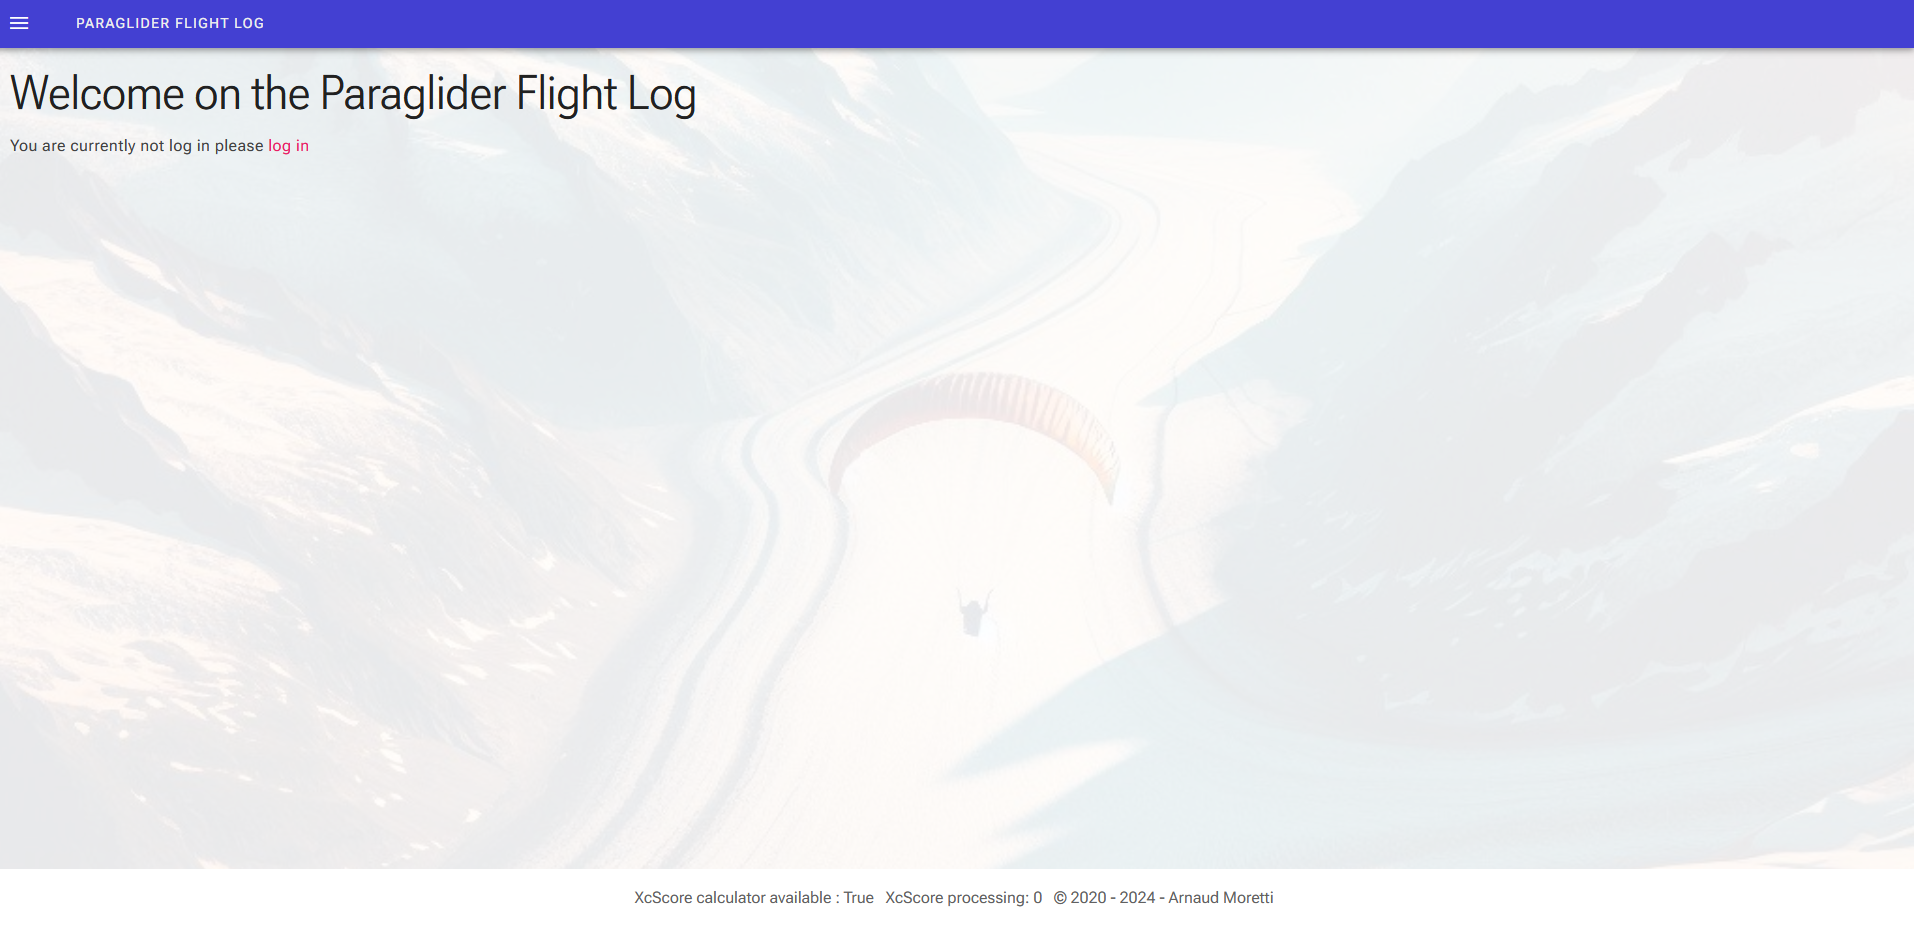 PARAGLIDER FLIGHT LOG
Welcome on the Paraglider Flight Log
You are currently not log in please log in
XcScore calculator available : True XcScore processing: 0 © 2020 - 2024 - Arnaud Moretti